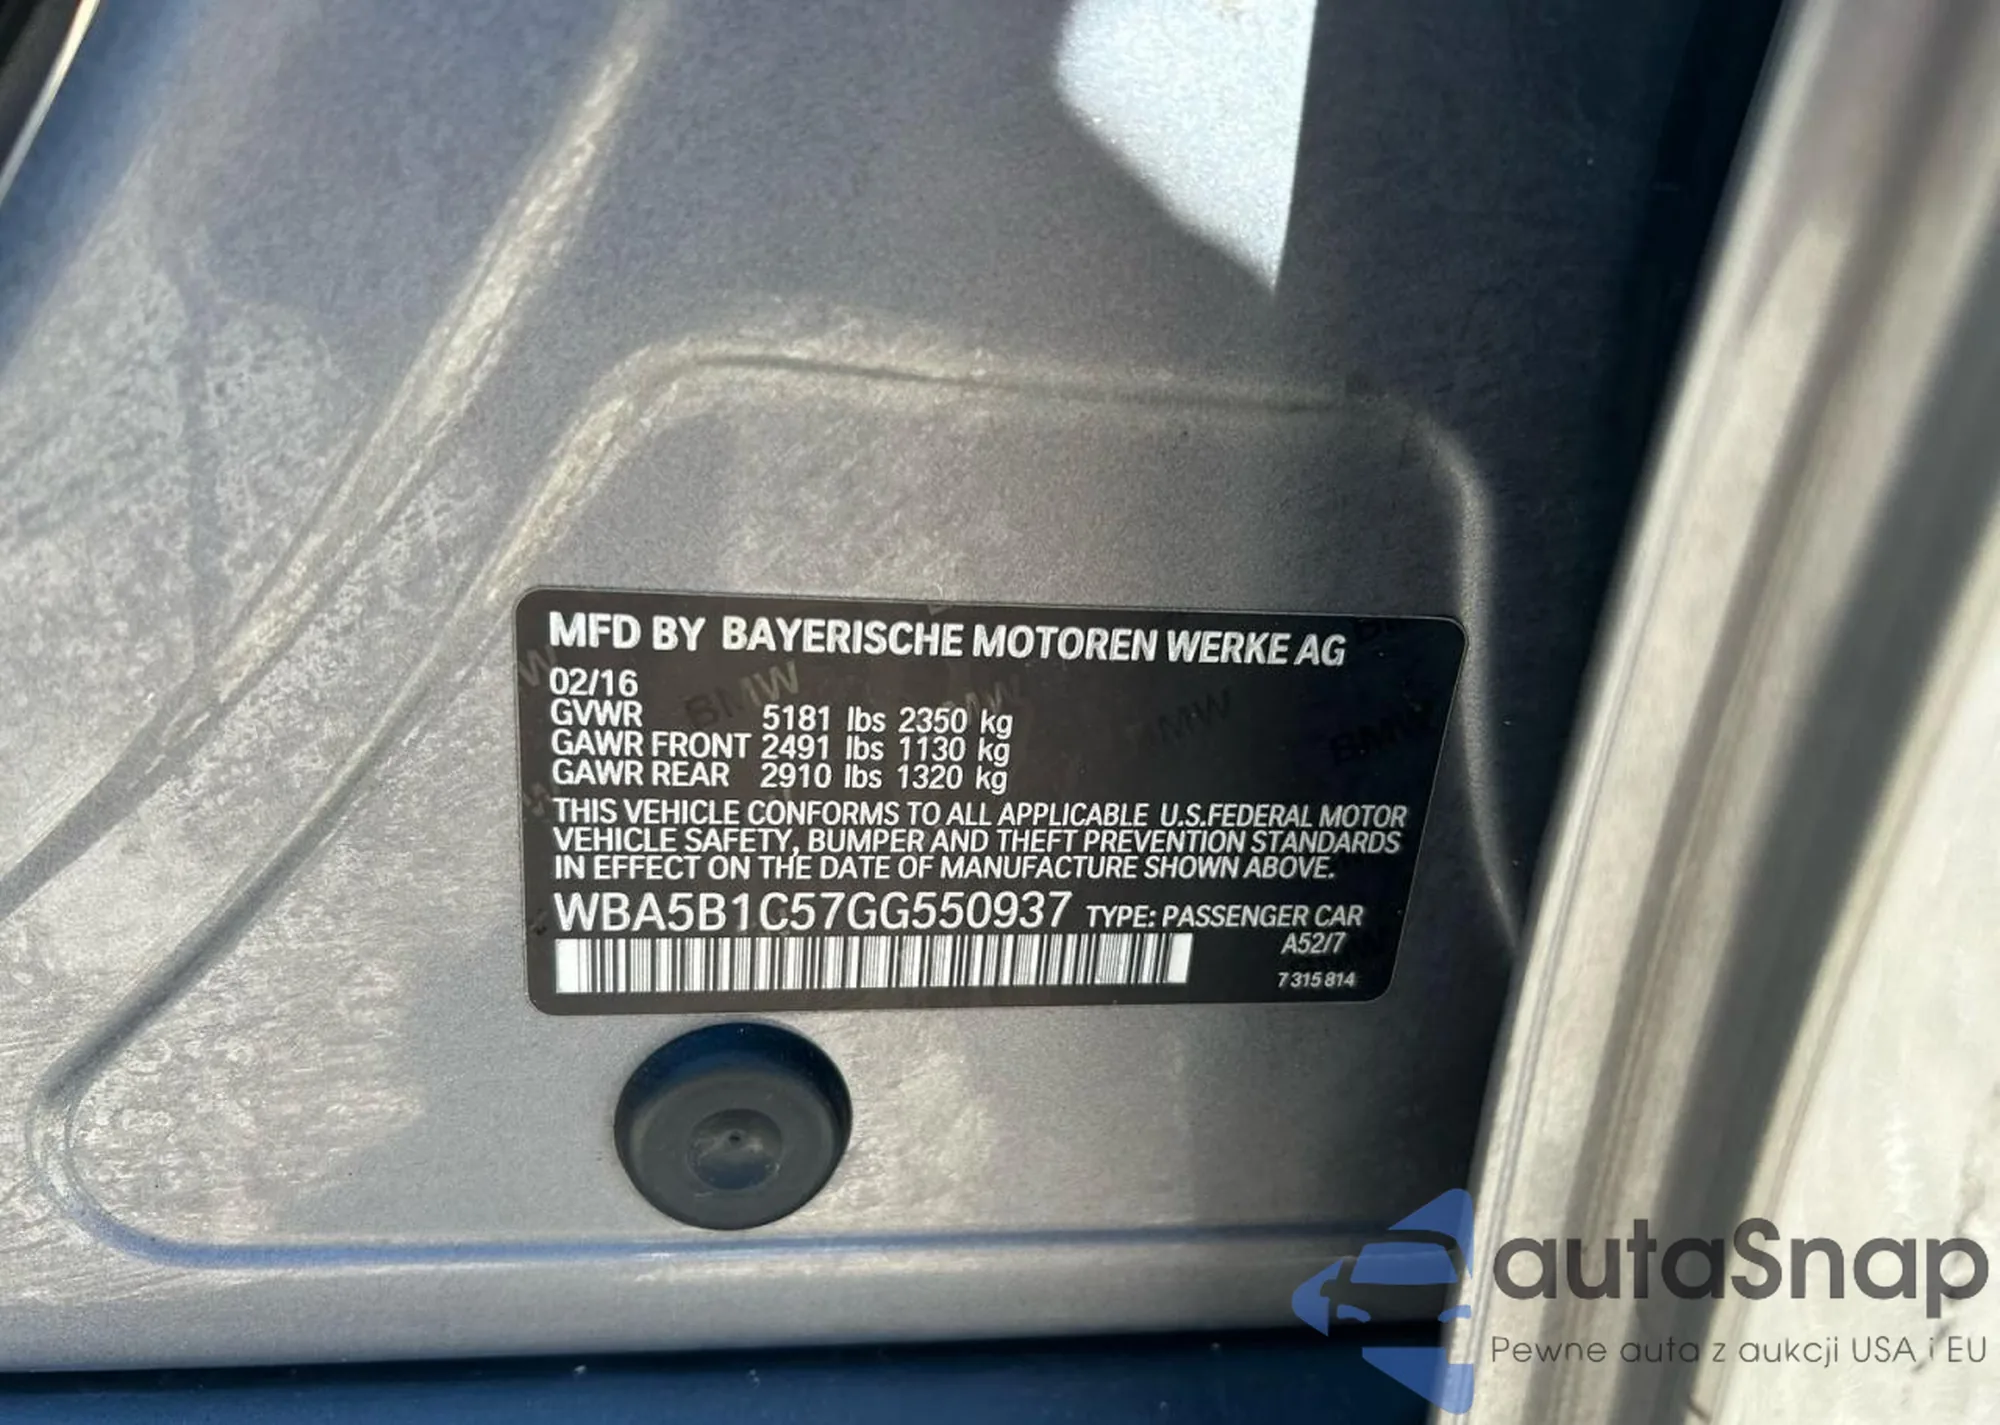 MFD BY BAYERISCHE MOTOREN WERKE AG
02/16
GVWR 5181 lbs 2350 kg
GAWR FRONT 2491 lbs 1130 kg
GAWR REAR 2910 lbs 1320 kg
THIS VEHICLE CONFORMS TO ALL APPLICABLE U.S.FEDERAL MOTOR
VEHICLE SAFETY, BUMPER AND THEFT PREVENTION STANDARDS
IN EFFECT ON THE DATE OF MANUFACTURE SHOWN ABOVE.
WBA5B1C57GG550937 TYPE: PASSENGER CAR
A52/7
7 315 814
autaSnap
Pewne auta z aukcji USA i EU